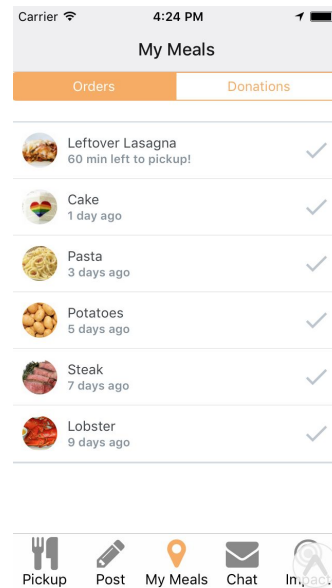 Carrier 4:24 PM
My Meals
Orders Donations
Leftover Lasagna
60 min left to pickup!
Cake
1 day ago
Pasta
3 days ago
Potatoes
5 days ago
Steak
7 days ago
Lobster
9 days ago
Pickup Post My Meals Chat Impact